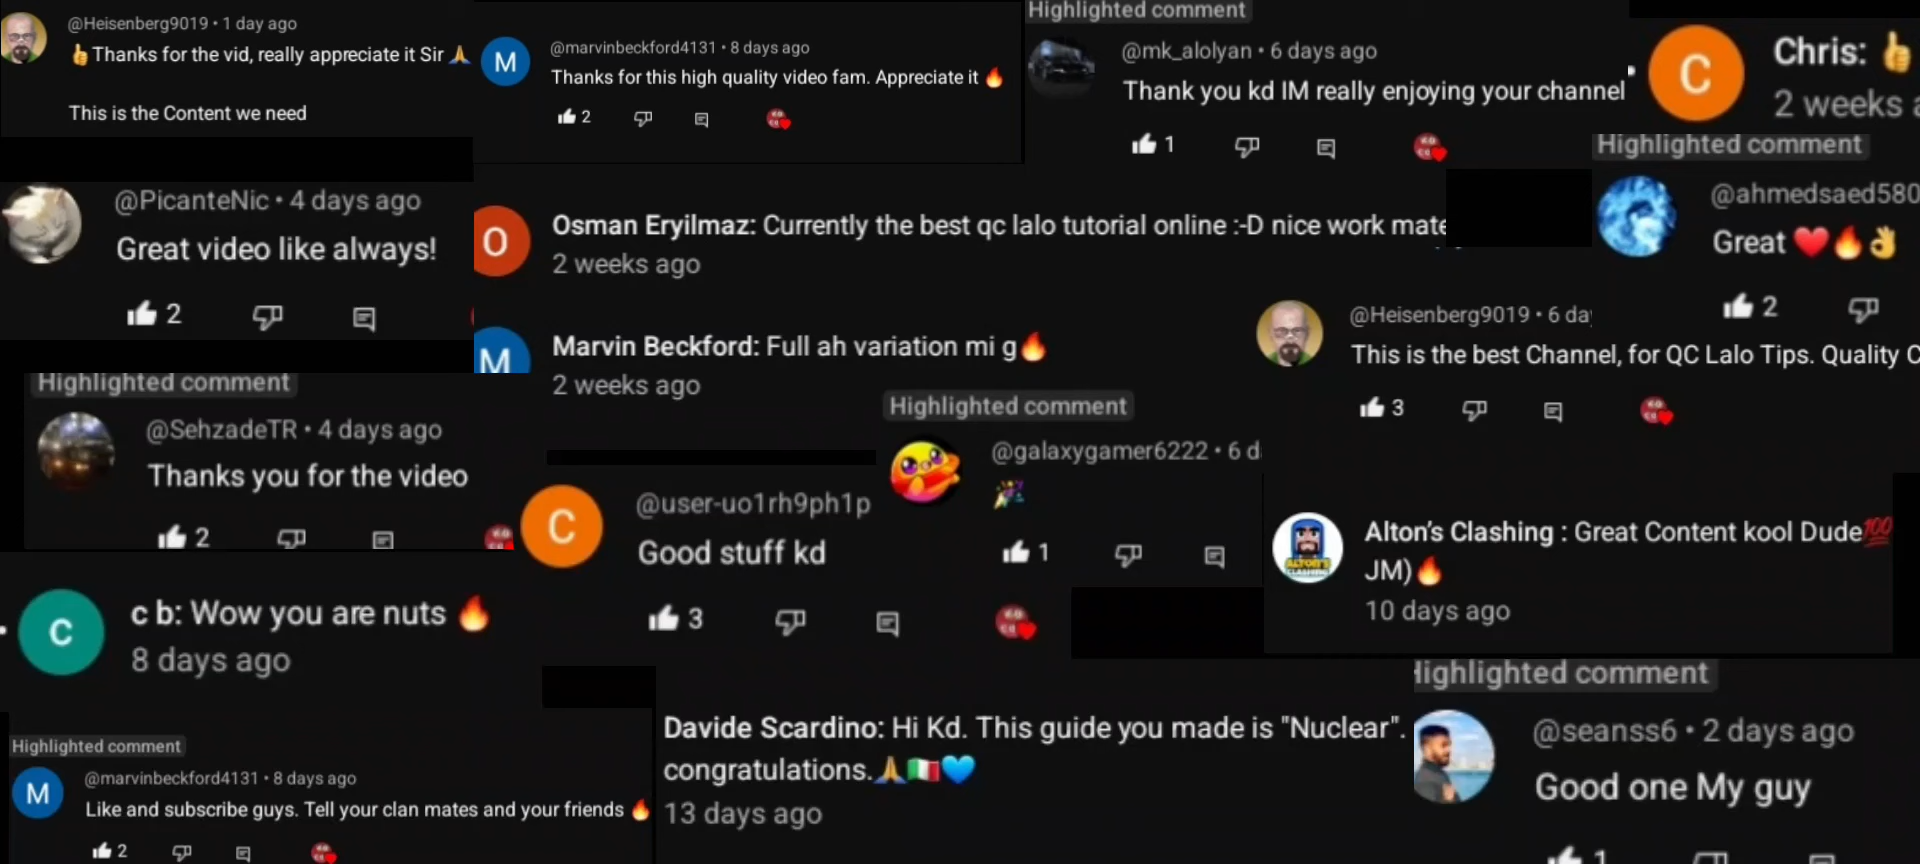 @Heisenberg9019 • 1 day ago
👍Thanks for the vid, really appreciate it Sir 🙏
This is the Content we need
M
@marvinbeckford4131 • 8 days ago
Thanks for this high quality video fam. Appreciate it 🔥
2
Highlighted comment
@mk_alolyan • 6 days ago
Thank you kd IM really enjoying your channel
1
C
Chris: 👍
2 weeks
@PicanteNic • 4 days ago
Great video like always!
2
O
Osman Eryilmaz: Currently the best qc lalo tutorial online :-D nice work mate
2 weeks ago
Highlighted comment
@ahmedsaed580
Great ❤️🔥👌
2
M
Marvin Beckford: Full ah variation mi g🔥
2 weeks ago
@Heisenberg9019 • 6 da
This is the best Channel, for QC Lalo Tips. Quality C
3
Highlighted comment
@SehzadeTR • 4 days ago
Thanks you for the video
2
Highlighted comment
@galaxygamer6222 • 6 d
🎉
1
C
@user-uo1rh9ph1p
Good stuff kd
3
ALTON'S CLASHING
Alton's Clashing : Great Content kool Dude💯
JM)🔥
10 days ago
C
c b: Wow you are nuts 🔥
8 days ago
Highlighted comment
M
@marvinbeckford4131 • 8 days ago
Like and subscribe guys. Tell your clan mates and your friends 🔥
2
Davide Scardino: Hi Kd. This guide you made is "Nuclear".
congratulations.🙏🇮🇹💙
13 days ago
Highlighted comment
@seanss6 • 2 days ago
Good one My guy
1